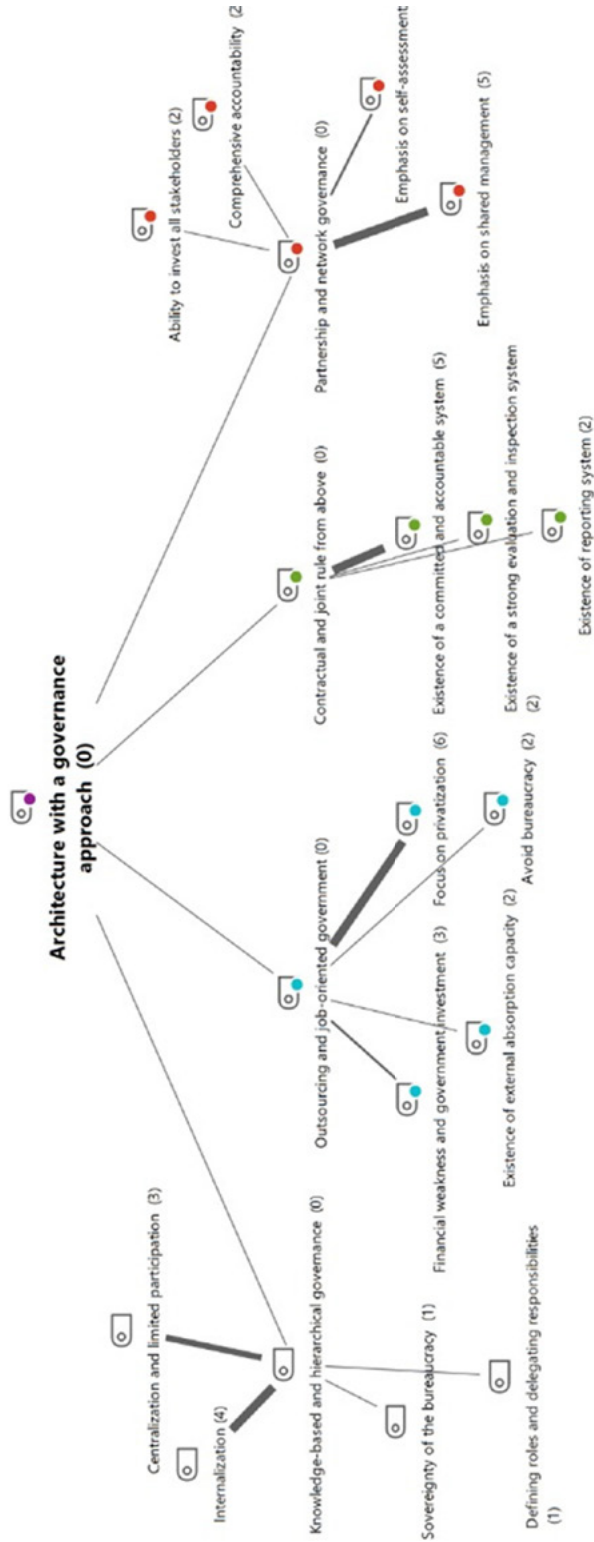 Architecture with a governance
approach (0)
Centralization and limited participation (3)
Internalization (4)
Knowledge-based and hierarchical governance (0)
Sovereignty of the bureaucracy (1)
Defining roles and delegating responsibilities
(1)
Outsourcing and job-oriented government (0)
Financial weakness and government investment (3)
Focus on privatization (6)
Existence of external absorption capacity (2)
Avoid bureaucracy (2)
Contractual and joint rule from above (0)
Existence of a committed and accountable system (5)
Existence of a strong evaluation and inspection system
(2)
Existence of reporting system (2)
Ability to invest all stakeholders (2)
Comprehensive accountability (2
Partnership and network governance (0)
Emphasis on self-assessment
Emphasis on shared management (5)